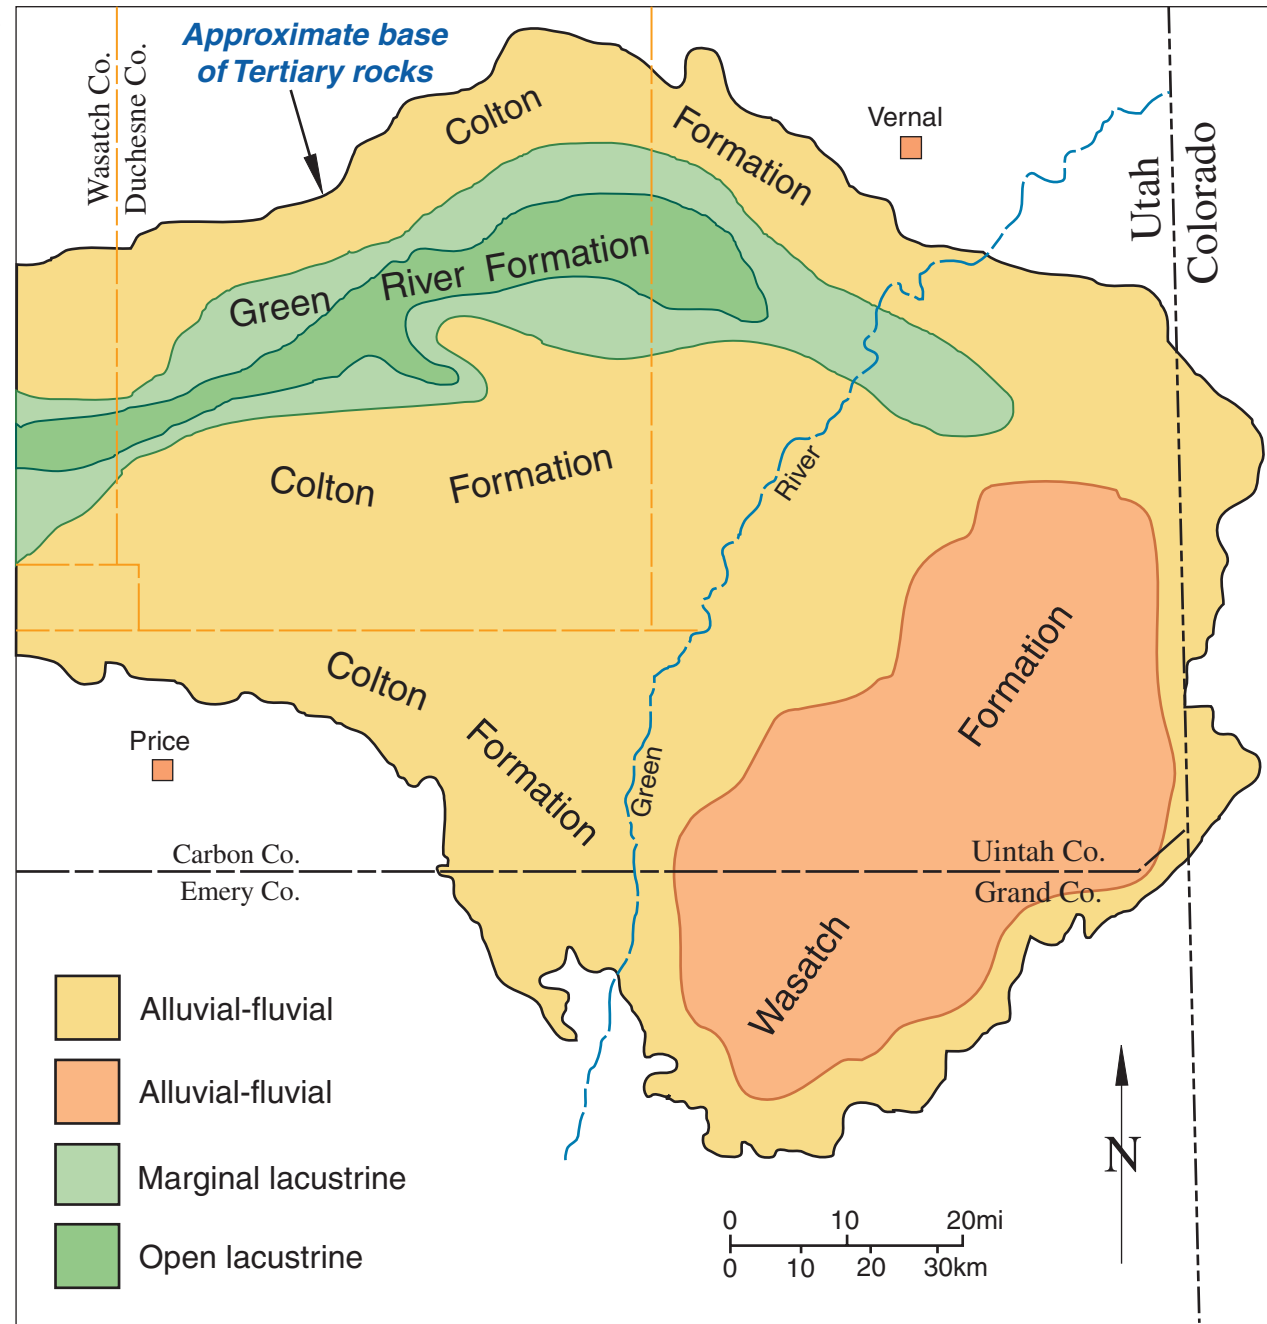 Approximate base
of Tertiary rocks
Wasatch Co.
Duchesne Co.
Colton
Formation
Vernal
Utah
Colorado
Green River Formation
Colton Formation
River
Colton
Formation
Formation
Price
Green
Carbon Co.
Emery Co.
Uintah Co.
Grand Co.
Wasatch
Alluvial-fluvial
Alluvial-fluvial
Marginal lacustrine
Open lacustrine
N
0 10 20mi
0 10 20 30km